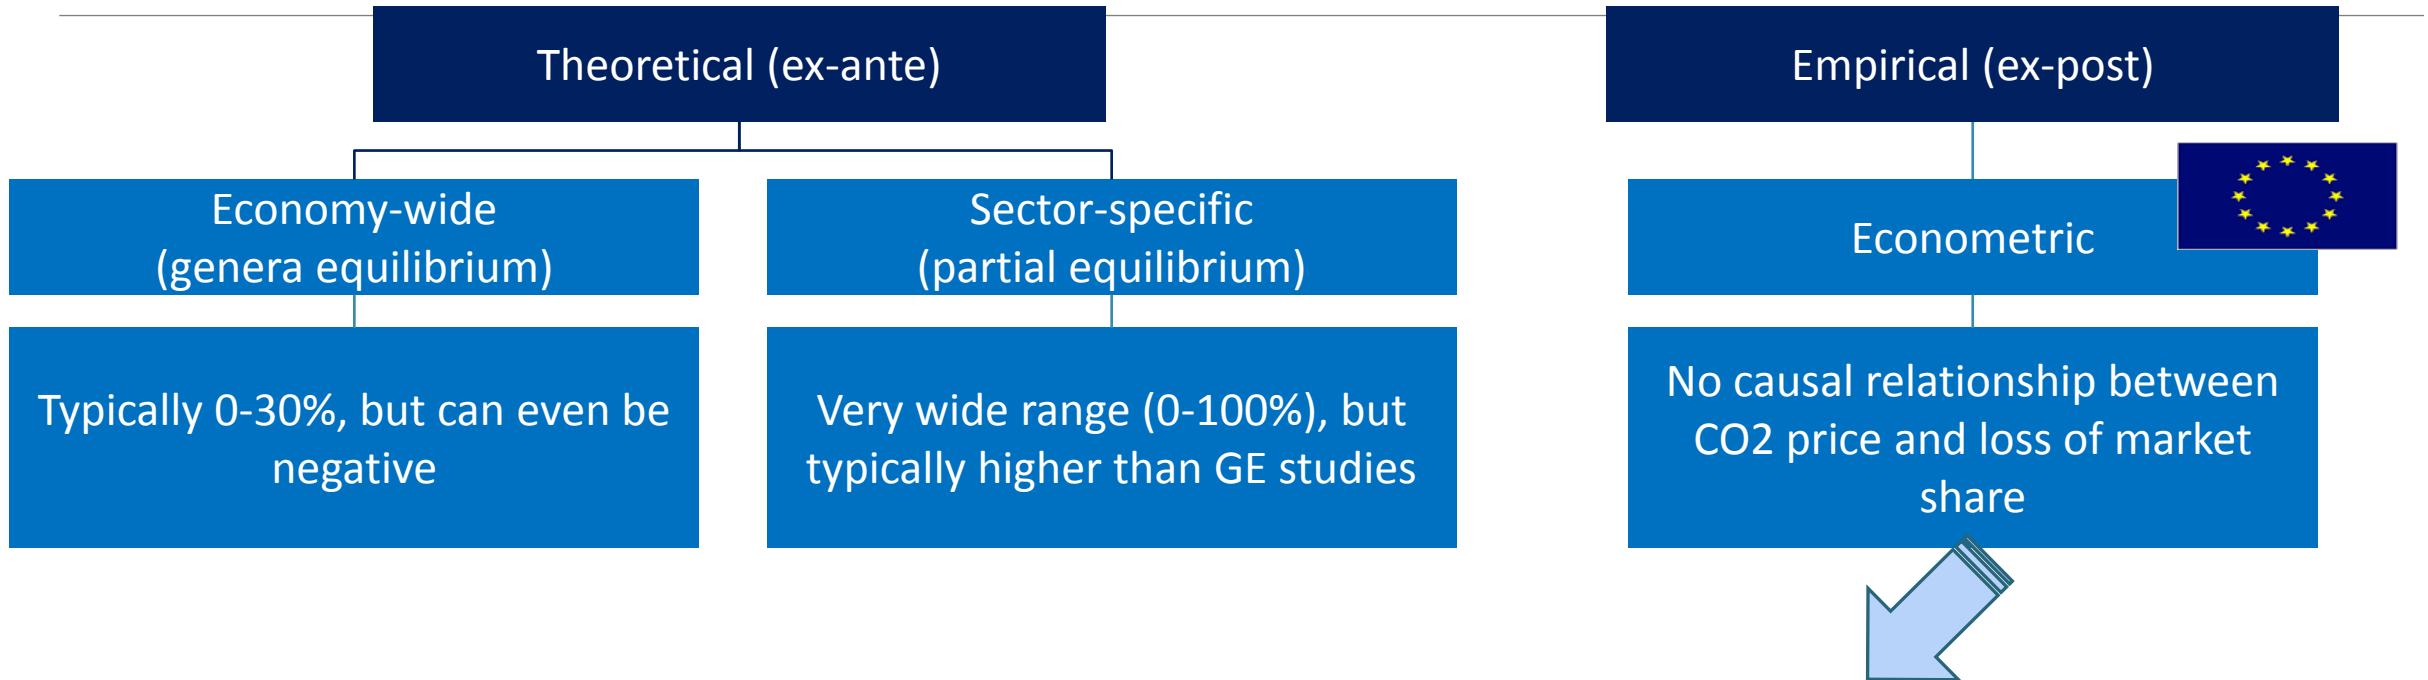 Theoretical (ex-ante)
Empirical (ex-post)
Economy-wide
(genera equilibrium)
Sector-specific
(partial equilibrium)
Econometric
Typically 0-30%, but can even be
negative
Very wide range (0-100%), but
typically higher than GE studies
No causal relationship between
CO2 price and loss of market
share